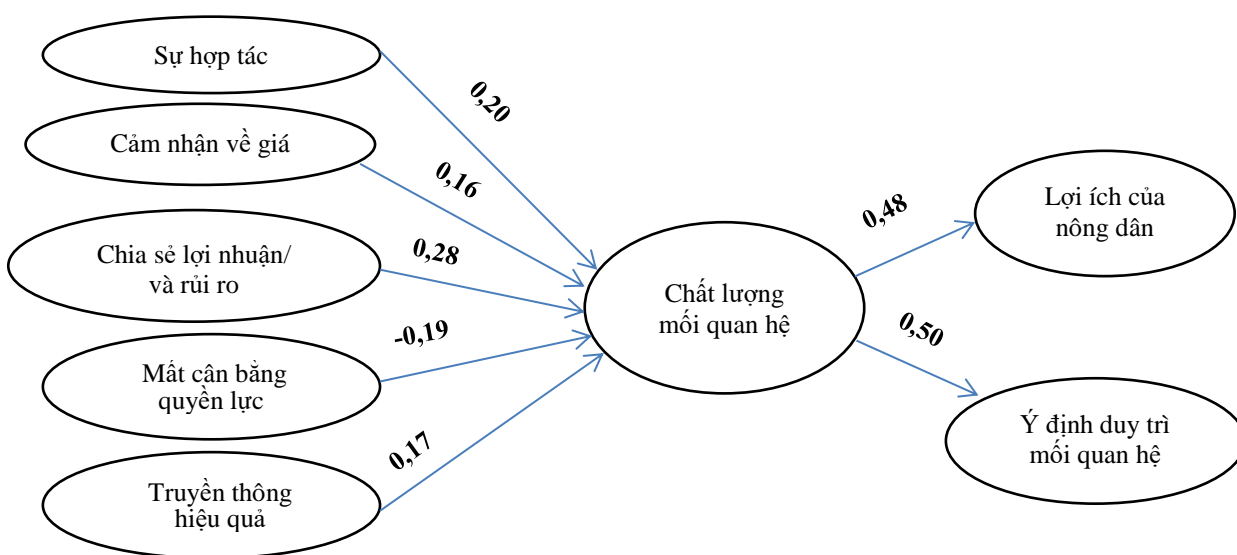 Sự hợp tác
0,20
Cảm nhận về giá
0,16
Chia sẻ lợi nhuận/
và rủi ro
0,28
Mất cân bằng
quyền lực
-0,19
Truyền thông
hiệu quả
0,17
Chất lượng
mối quan hệ
0,48
Lợi ích của
nông dân
0,50
Ý định duy trì
mối quan hệ